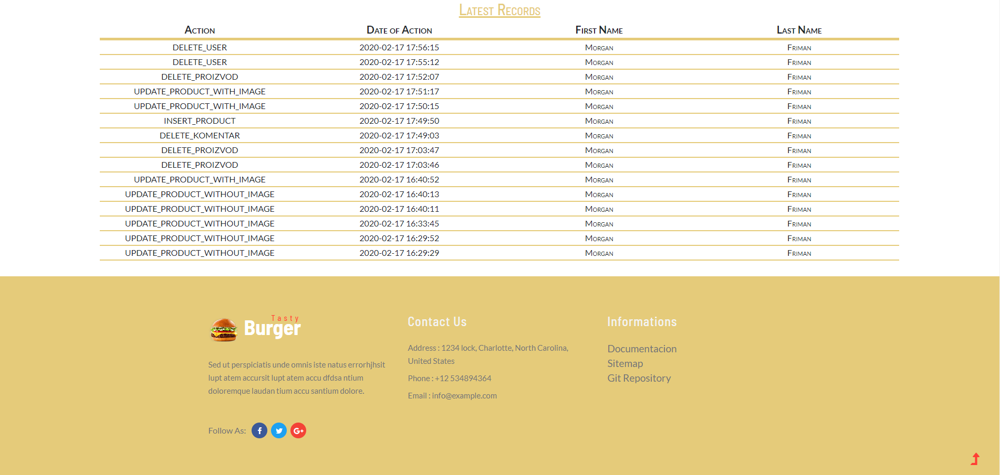 Latest Records
Action Date of Action First Name Last Name
DELETE_USER 2020-02-17 17:56:15 Morgan Friman
DELETE_USER 2020-02-17 17:55:12 Morgan Friman
DELETE_PROIZVOD 2020-02-17 17:52:07 Morgan Friman
UPDATE_PRODUCT_WITH_IMAGE 2020-02-17 17:51:17 Morgan Friman
UPDATE_PRODUCT_WITH_IMAGE 2020-02-17 17:50:15 Morgan Friman
INSERT_PRODUCT 2020-02-17 17:49:50 Morgan Friman
DELETE_KOMENTAR 2020-02-17 17:49:03 Morgan Friman
DELETE_PROIZVOD 2020-02-17 17:03:47 Morgan Friman
DELETE_PROIZVOD 2020-02-17 17:03:46 Morgan Friman
UPDATE_PRODUCT_WITH_IMAGE 2020-02-17 16:40:52 Morgan Friman
UPDATE_PRODUCT_WITHOUT_IMAGE 2020-02-17 16:40:13 Morgan Friman
UPDATE_PRODUCT_WITHOUT_IMAGE 2020-02-17 16:40:11 Morgan Friman
UPDATE_PRODUCT_WITHOUT_IMAGE 2020-02-17 16:33:45 Morgan Friman
UPDATE_PRODUCT_WITHOUT_IMAGE 2020-02-17 16:29:52 Morgan Friman
UPDATE_PRODUCT_WITHOUT_IMAGE 2020-02-17 16:29:29 Morgan Friman
Tasty
Burger
Sed ut perspiciatis unde omnis iste natus errorhjhsit
lupt atem accursit lupt atem accu dfdsa ntium
doloremque laudan tium accu santium dolore.
Follow As:
Contact Us
Address : 1234 lock, Charlotte, North Carolina,
United States
Phone : +12 534894364
Email : info@example.com
Informations
Documentacion
Sitemap
Git Repository